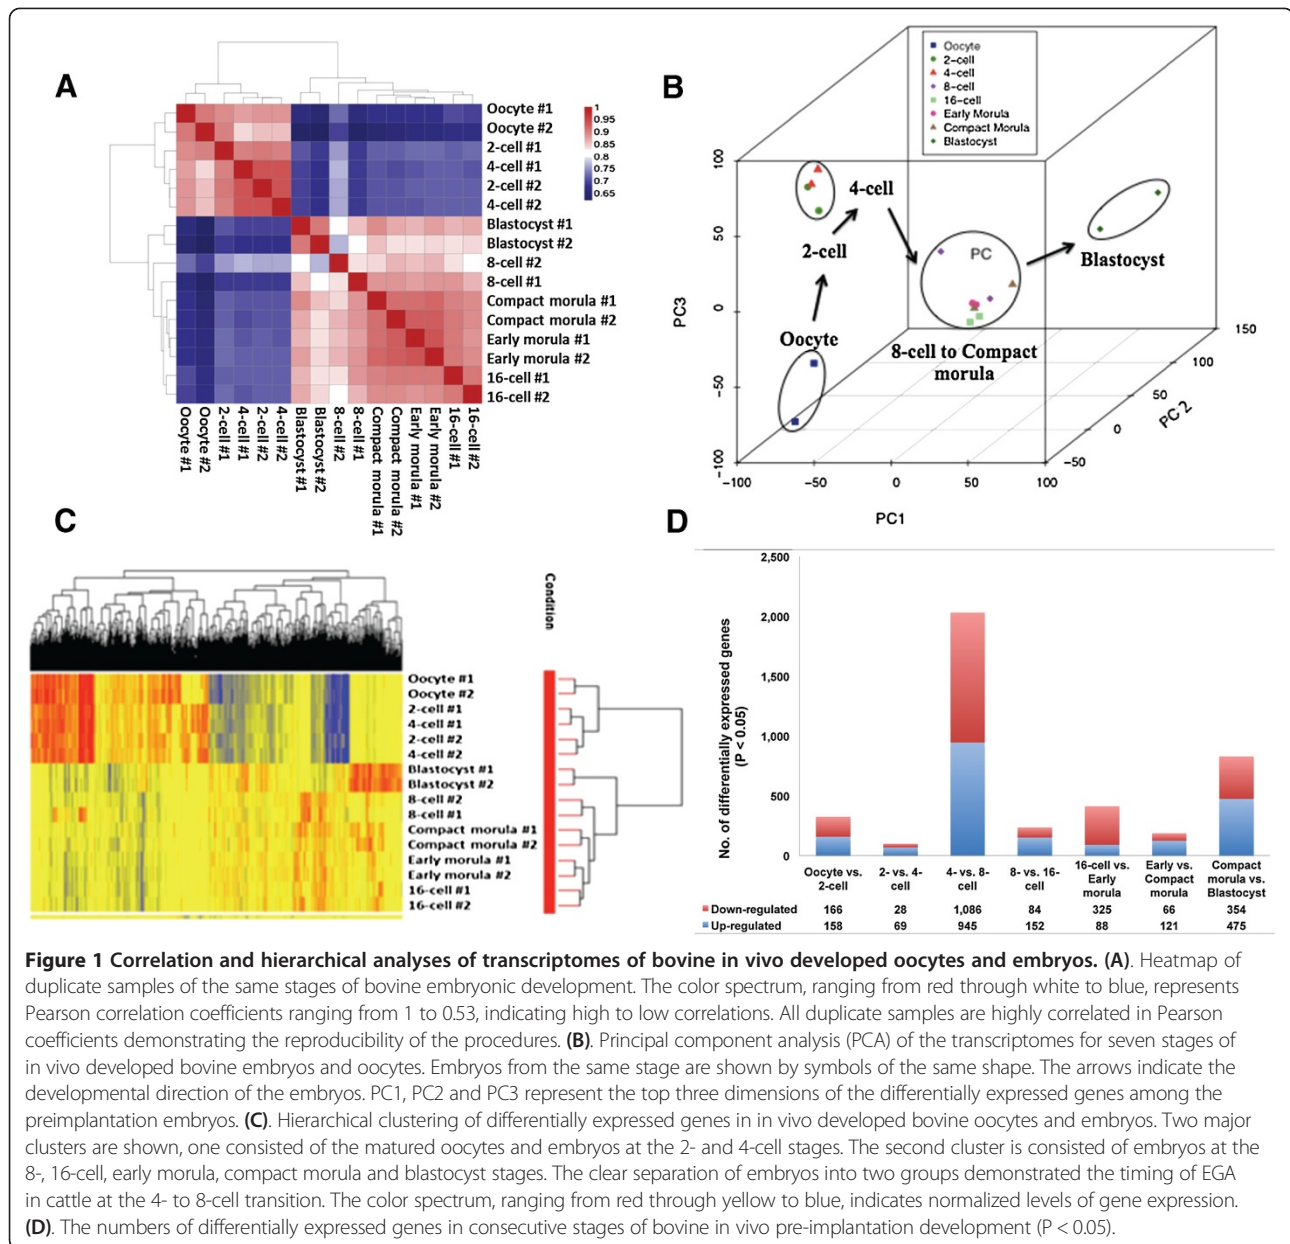 A
Oocyte #1
Oocyte #2
2-cell #1
4-cell #1
2-cell #2
4-cell #2
Blastocyst #1
Blastocyst #2
8-cell #2
8-cell #1
Compact morula #1
Compact morula #2
Early morula #1
Early morula #2
16-cell #1
16-cell #2
1
0.95
0.9
0.85
0.8
0.75
0.7
0.65
Oocyte #1
Oocyte #2
2-cell #1
4-cell #1
2-cell #2
4-cell #2
Blastocyst #1
Blastocyst #2
8-cell #2
8-cell #1
Compact morula #1
Compact morula #2
Early morula #1
Early morula #2
16-cell #1
16-cell #2
B
Oocyte
2-cell
4-cell
8-cell
16-cell
Early Morula
Compact Morula
Blastocyst
4-cell
2-cell
Oocyte
PC
8-cell to Compact
morula
Blastocyst
PC3
100
50
0
-50
-100
-100
-50
0
50
100
PC1
-50
0
50
100
150
PC 2
C
Condition
Oocyte #1
Oocyte #2
2-cell #1
4-cell #1
2-cell #2
4-cell #2
Blastocyst #1
Blastocyst #2
8-cell #2
8-cell #1
Compact morula #1
Compact morula #2
Early morula #1
Early morula #2
16-cell #1
16-cell #2
D
No. of differentially expressed genes
(P < 0.05)
2,500
2,000
1,500
1,000
500
0
Oocyte vs.
2-cell
2- vs. 4-
cell
4- vs. 8-
cell
8- vs. 16-
cell
16-cell vs.
Early
morula
Early vs.
Compact
morula
Compact
morula vs.
Blastocyst
Down-regulated 166 28 1,086 84 325 66 354
Up-regulated 158 69 945 152 88 121 475
Figure 1 Correlation and hierarchical analyses of transcriptomes of bovine in vivo developed oocytes and embryos. (A). Heatmap of
duplicate samples of the same stages of bovine embryonic development. The color spectrum, ranging from red through white to blue, represents
Pearson correlation coefficients ranging from 1 to 0.53, indicating high to low correlations. All duplicate samples are highly correlated in Pearson
coefficients demonstrating the reproducibility of the procedures. (B). Principal component analysis (PCA) of the transcriptomes for seven stages of
in vivo developed bovine embryos and oocytes. Embryos from the same stage are shown by symbols of the same shape. The arrows indicate the
developmental direction of the embryos. PC1, PC2 and PC3 represent the top three dimensions of the differentially expressed genes among the
preimplantation embryos. (C). Hierarchical clustering of differentially expressed genes in in vivo developed bovine oocytes and embryos. Two major
clusters are shown, one consisted of the matured oocytes and embryos at the 2- and 4-cell stages. The second cluster is consisted of embryos at the
8-, 16-cell, early morula, compact morula and blastocyst stages. The clear separation of embryos into two groups demonstrated the timing of EGA
in cattle at the 4- to 8-cell transition. The color spectrum, ranging from red through yellow to blue, indicates normalized levels of gene expression.
(D). The numbers of differentially expressed genes in consecutive stages of bovine in vivo pre-implantation development (P < 0.05).